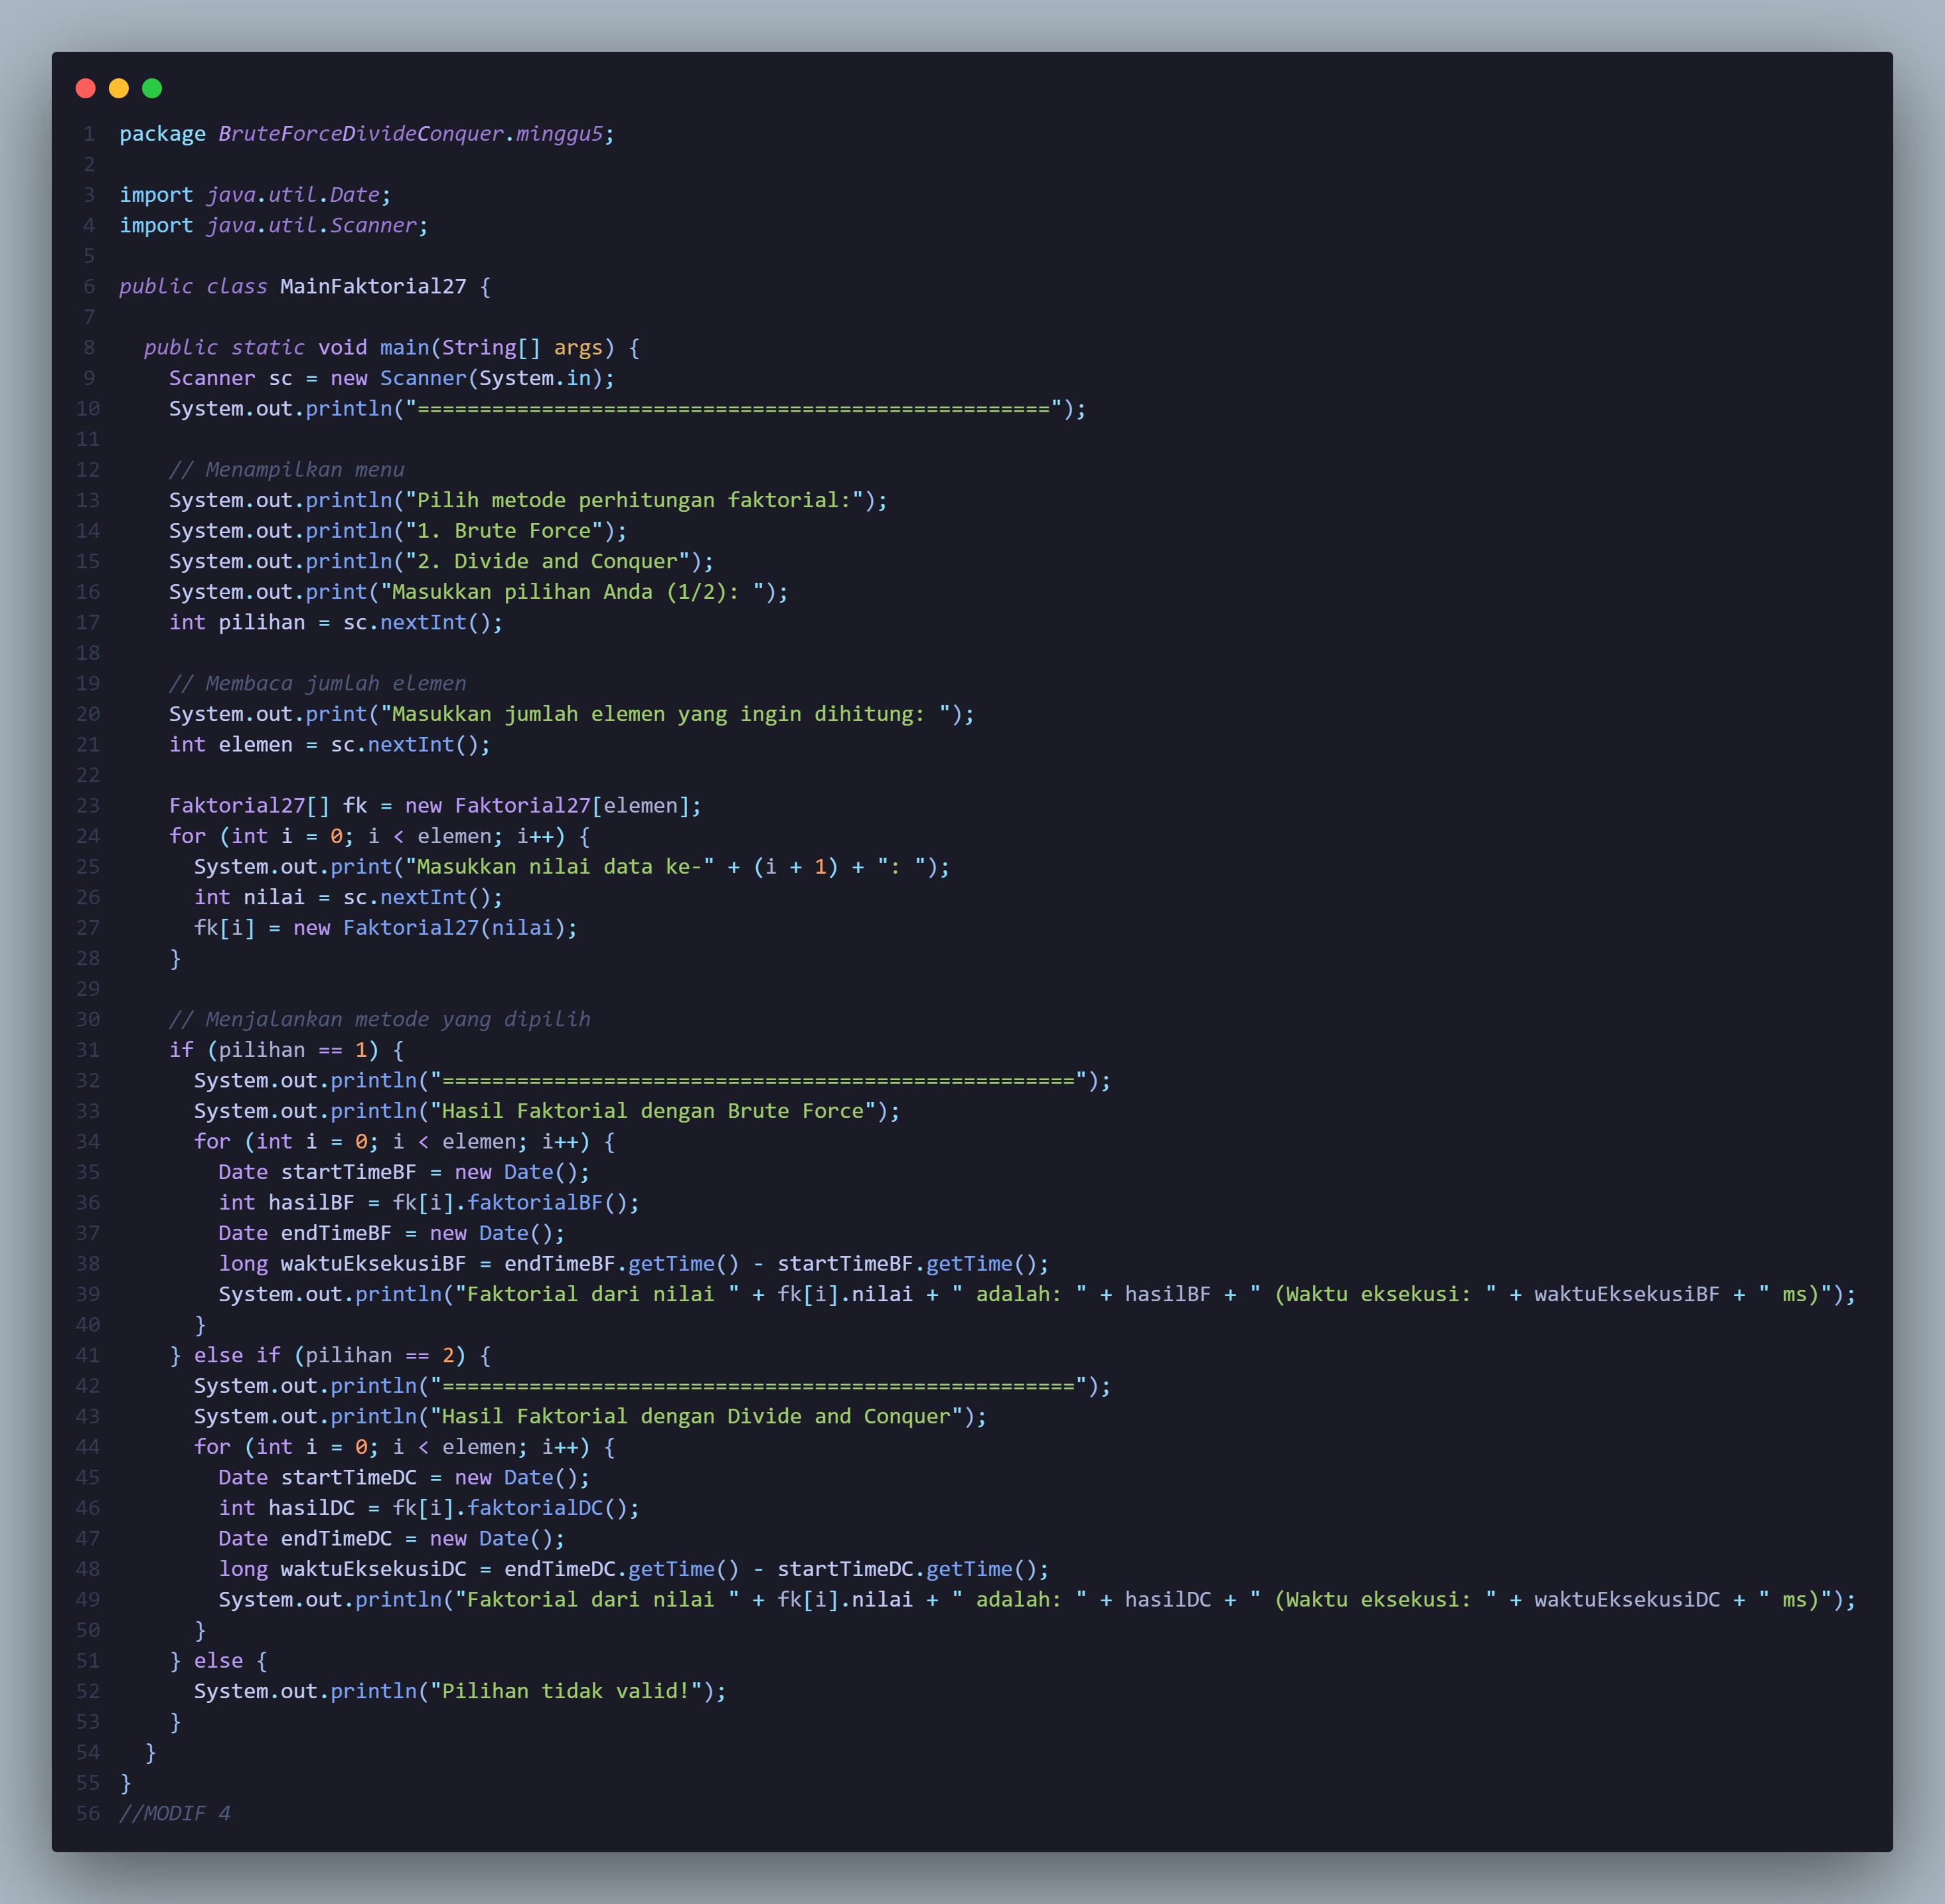 1 package BruteForceDivideConquer.minggu5;
2
3 import java.util.Date;
4 import java.util.Scanner;
5
6 public class MainFaktorial27 {
7
8   public static void main(String[] args) {
9     Scanner sc = new Scanner(System.in);
10     System.out.println("===================================================");
11
12     // Menampilkan menu
13     System.out.println("Pilih metode perhitungan faktorial:");
14     System.out.println("1. Brute Force");
15     System.out.println("2. Divide and Conquer");
16     System.out.print("Masukkan pilihan Anda (1/2): ");
17     int pilihan = sc.nextInt();
18
19     // Membaca jumlah elemen
20     System.out.print("Masukkan jumlah elemen yang ingin dihitung: ");
21     int elemen = sc.nextInt();
22
23     Faktorial27[] fk = new Faktorial27[elemen];
24     for (int i = 0; i < elemen; i++) {
25       System.out.print("Masukkan nilai data ke-" + (i + 1) + ": ");
26       int nilai = sc.nextInt();
27       fk[i] = new Faktorial27(nilai);
28     }
29
30     // Menjalankan metode yang dipilih
31     if (pilihan == 1) {
32       System.out.println("===================================================");
33       System.out.println("Hasil Faktorial dengan Brute Force");
34       for (int i = 0; i < elemen; i++) {
35         Date startTimeBF = new Date();
36         int hasilBF = fk[i].faktorialBF();
37         Date endTimeBF = new Date();
38         long waktuEksekusiBF = endTimeBF.getTime() - startTimeBF.getTime();
39         System.out.println("Faktorial dari nilai " + fk[i].nilai + " adalah: " + hasilBF + " (Waktu eksekusi: " + waktuEksekusiBF + " ms)");
40       }
41     } else if (pilihan == 2) {
42       System.out.println("===================================================");
43       System.out.println("Hasil Faktorial dengan Divide and Conquer");
44       for (int i = 0; i < elemen; i++) {
45         Date startTimeDC = new Date();
46         int hasilDC = fk[i].faktorialDC();
47         Date endTimeDC = new Date();
48         long waktuEksekusiDC = endTimeDC.getTime() - startTimeDC.getTime();
49         System.out.println("Faktorial dari nilai " + fk[i].nilai + " adalah: " + hasilDC + " (Waktu eksekusi: " + waktuEksekusiDC + " ms)");
50       }
51     } else {
52       System.out.println("Pilihan tidak valid!");
53     }
54   }
55 }
56 //MODIF 4